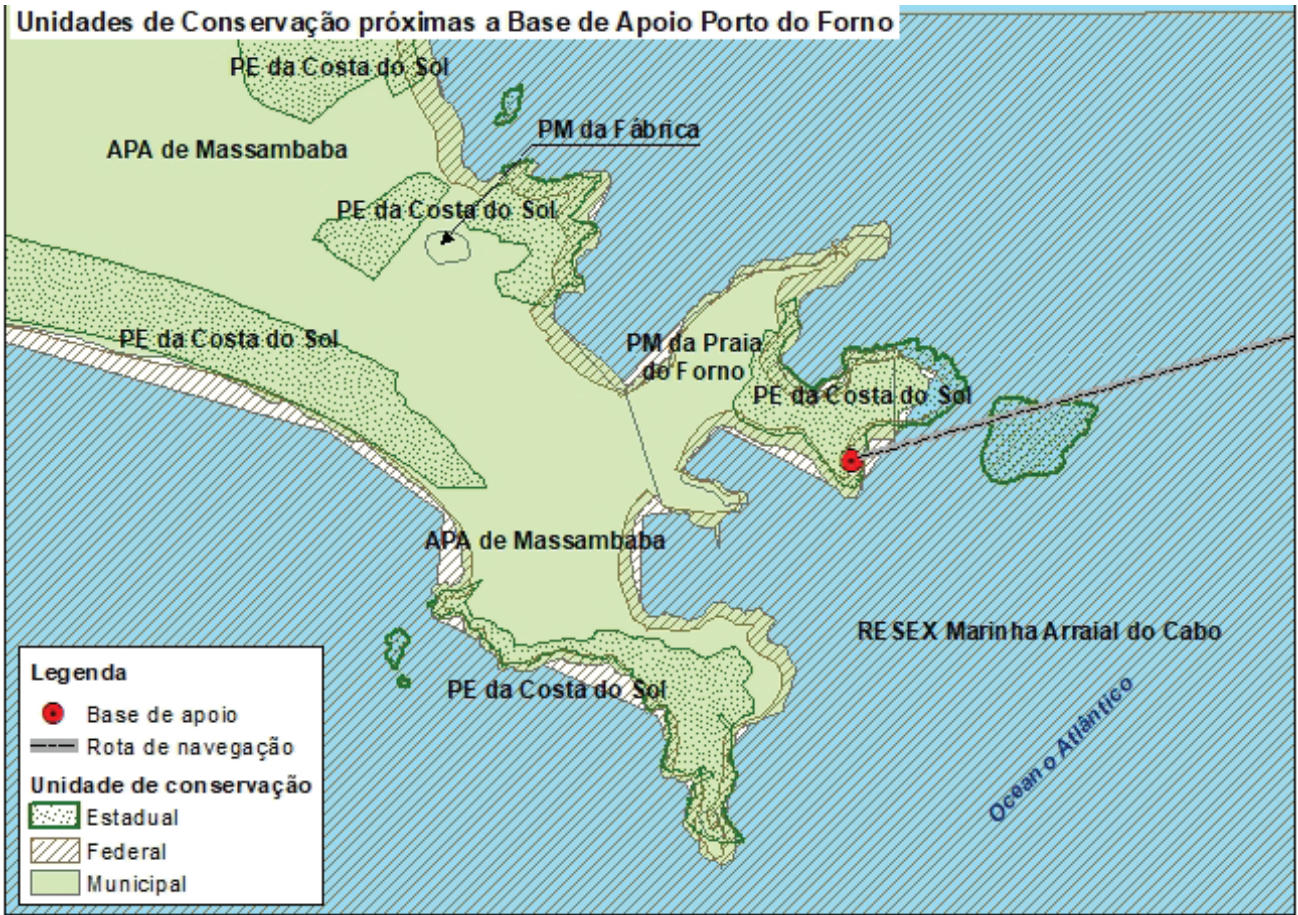 Unidades de Conservação próximas a Base de Apoio Porto do Forno
PE da Costa do Sol
PM da Fábrica
APA de Massambaba
PE da Costa do Sol
PE da Costa do Sol
PM da Praia
do Forno
PE da Costa do Sol
APA de Massambaba
RESEX Marinha Arraial do Cabo
PE da Costa do Sol
Oceano Atlântico
Legenda
Base de apoio
Rota de navegação
Unidade de conservação
Estadual
Federal
Municipal